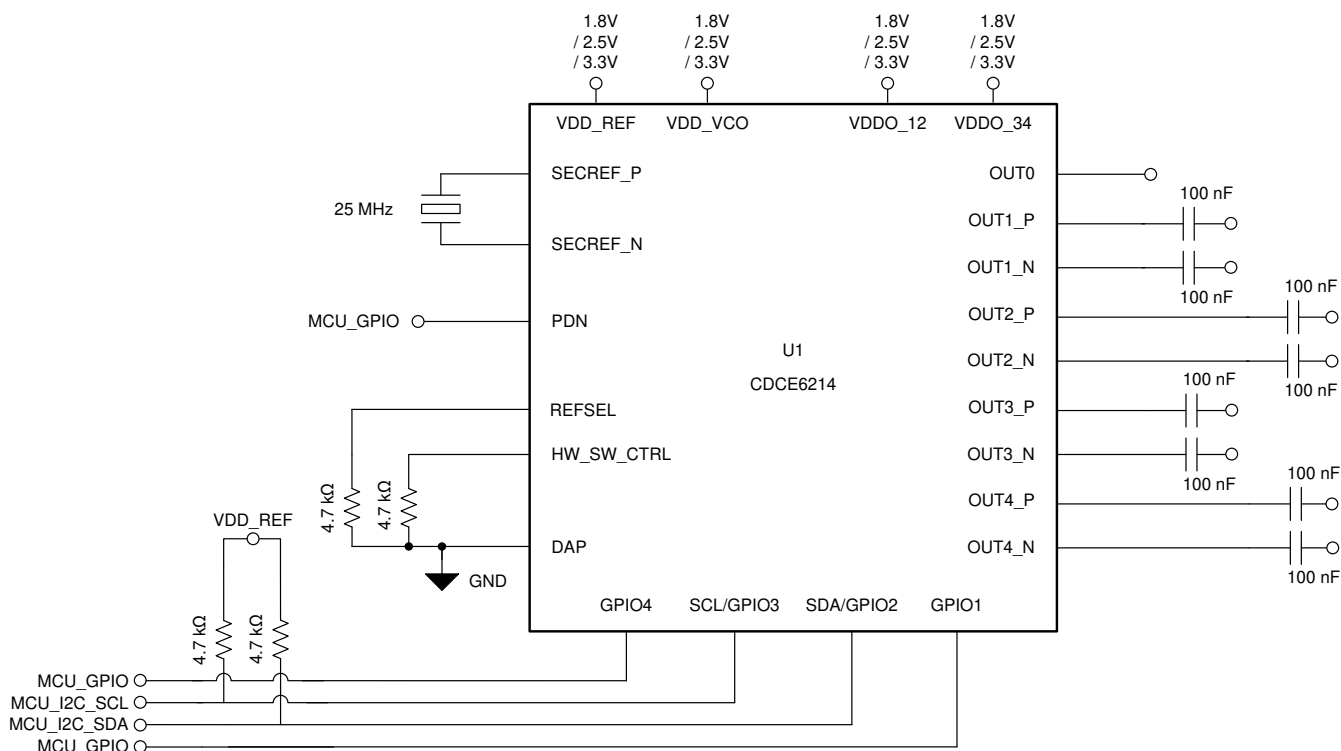 1.8V
/ 2.5V
/ 3.3V
1.8V
/ 2.5V
/ 3.3V
1.8V
/ 2.5V
/ 3.3V
1.8V
/ 2.5V
/ 3.3V
VDD_REF
VDD_VCO
VDDO_12
VDDO_34
SECREF_P
25 MHz
SECREF_N
MCU_GPIO
PDN
REFSEL
HW_SW_CTRL
4.7 kΩ
4.7 kΩ
DAP
GND
VDD_REF
4.7 kΩ
4.7 kΩ
U1
CDCE6214
OUT0
OUT1_P
100 nF
OUT1_N
100 nF
OUT2_P
100 nF
OUT2_N
100 nF
OUT3_P
100 nF
OUT3_N
100 nF
OUT4_P
100 nF
OUT4_N
100 nF
GPIO4
SCL/GPIO3
SDA/GPIO2
GPIO1
MCU_GPIO
MCU_I2C_SCL
MCU_I2C_SDA
MCU_GPIO